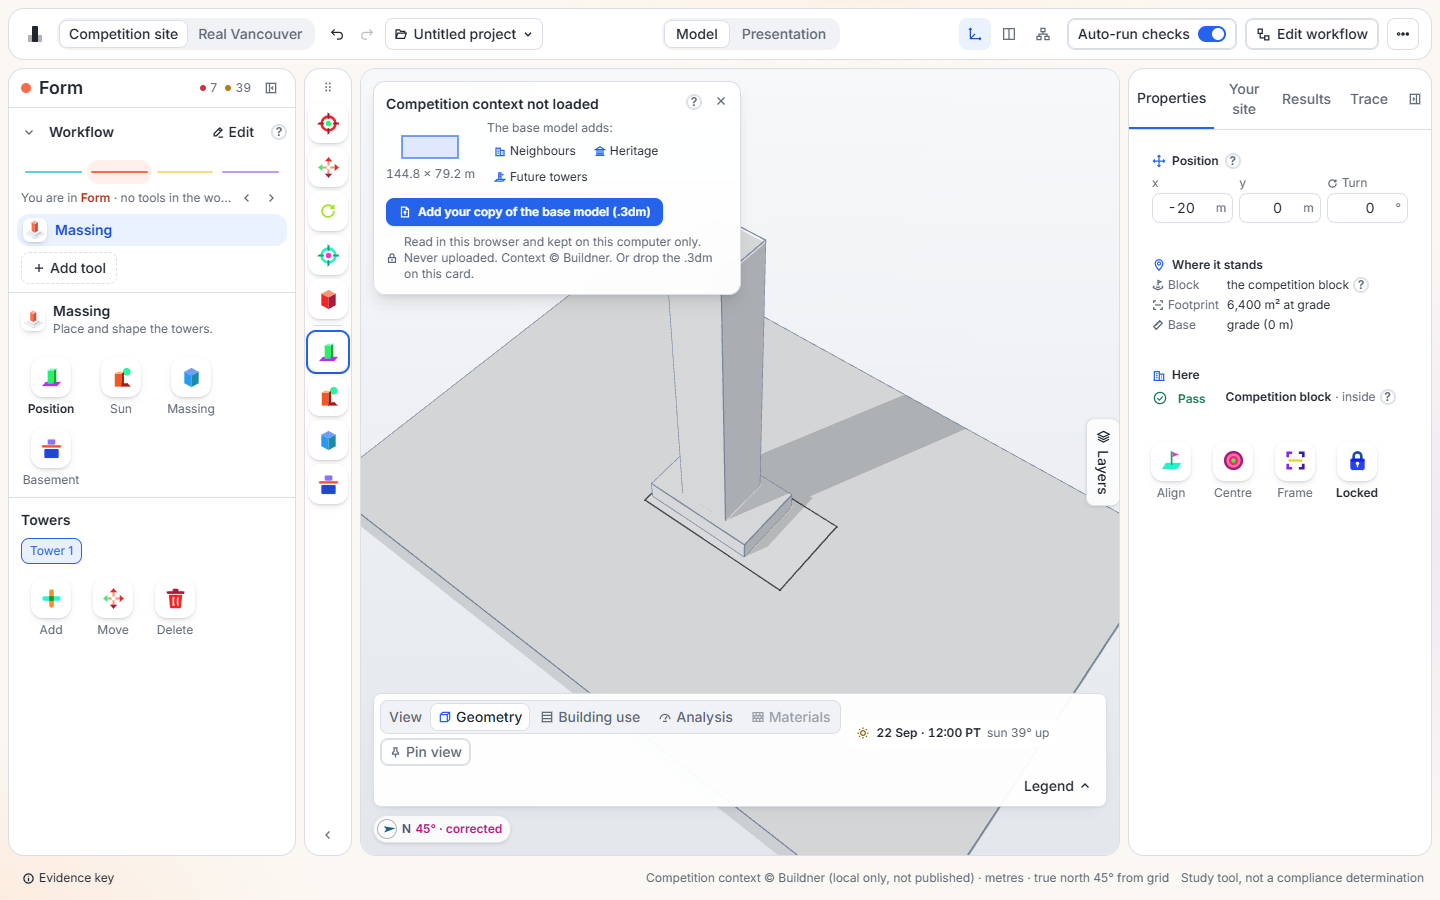 Competition site
Real Vancouver
Untitled project
Model
Presentation
Auto-run checks
Edit workflow
Form
7
39
Workflow
Edit
?
You are in Form · no tools in the wo...
Massing
+ Add tool
Massing
Place and shape the towers.
Position
Sun
Massing
Basement
Towers
Tower 1
Add
Move
Delete
Competition context not loaded
?
144.8 × 79.2 m
The base model adds:
Neighbours
Heritage
Future towers
Add your copy of the base model (.3dm)
Read in this browser and kept on this computer only.
Never uploaded. Context © Buildner. Or drop the .3dm
on this card.
Layers
View
Geometry
Building use
Analysis
Materials
Pin view
22 Sep · 12:00 PT sun 39° up
Legend
N 45° · corrected
Properties
Your
site
Results
Trace
Position ?
x
y
Turn
-20 m
0 m
0 °
Where it stands
Block the competition block ?
Footprint 6,400 m² at grade
Base grade (0 m)
Here
Pass Competition block · inside ?
Align
Centre
Frame
Locked
Evidence key
Competition context © Buildner (local only, not published) · metres · true north 45° from grid
Study tool, not a compliance determination